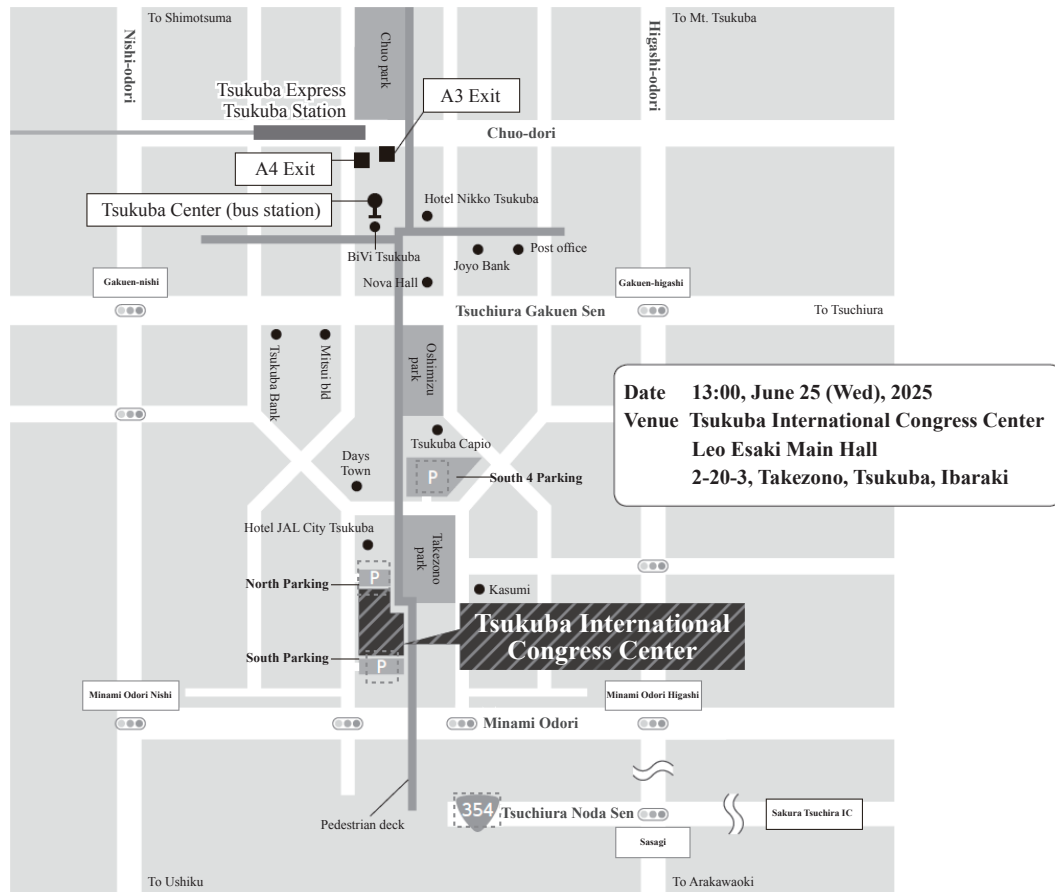 To Shimotsuma
To Mt. Tsukuba
Nishi-odori
Chuo park
Higashi-odori
Tsukuba Express
Tsukuba Station
A3 Exit
Chuo-dori
A4 Exit
Tsukuba Center (bus station)
Hotel Nikko Tsukuba
BiVi Tsukuba
Joyo Bank
Post office
Nova Hall
Gakuen-nishi
Gakuen-higashi
Tsuchiura Gakuen Sen
To Tsuchiura
Tsukuba Bank
Mitsui bld
Oshimizu
park
Date 13:00, June 25 (Wed), 2025
Venue Tsukuba International Congress Center
Leo Esaki Main Hall
2-20-3, Takezono, Tsukuba, Ibaraki
Tsukuba Capio
Days
Town
P
South 4 Parking
Hotel JAL City Tsukuba
Takezono
park
North Parking
P
Kasumi
Tsukuba International
Congress Center
South Parking
P
Minami Odori Nishi
Minami Odori Higashi
Minami Odori
Pedestrian deck
354
Tsuchiura Noda Sen
Sakura Tsuchira IC
Sasagi
To Ushiku
To Arakawaoki